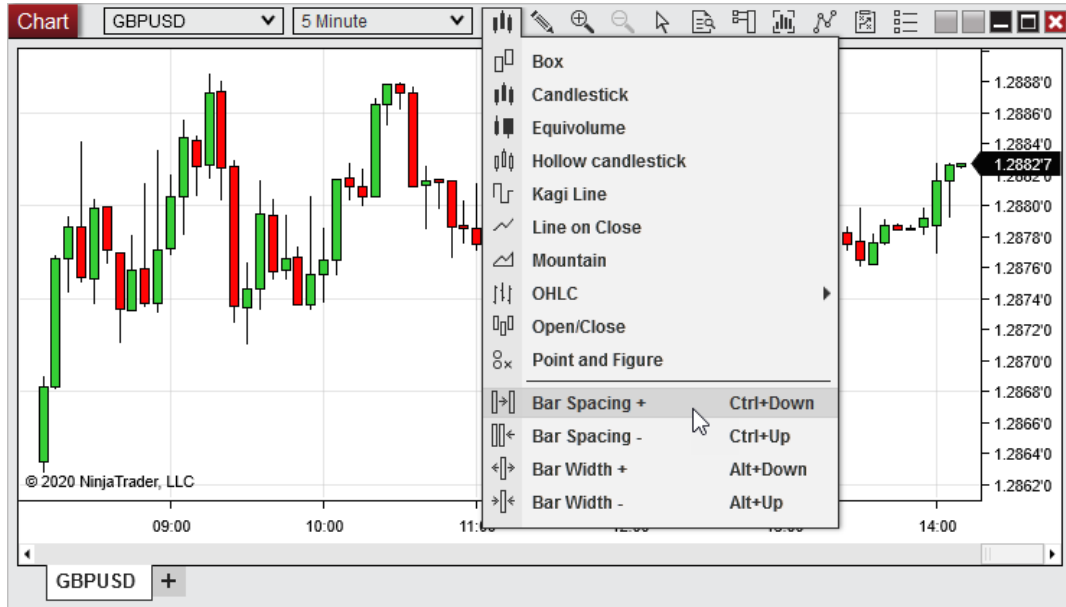 Chart GBPUSD 5 Minute
Box
Candlestick
Equivolume
Hollow candlestick
Kagi Line
Line on Close
Mountain
OHLC
Open/Close
Point and Figure
Bar Spacing + Ctrl+Down
Bar Spacing - Ctrl+Up
Bar Width + Alt+Down
Bar Width - Alt+Up
1.2888'0
1.2886'0
1.2884'0
1.2882'7
1.2880'0
1.2878'0
1.2876'0
1.2874'0
1.2872'0
1.2870'0
1.2868'0
1.2866'0
1.2864'0
1.2862'0
© 2020 NinjaTrader, LLC
09:00 10:00 14:00
GBPUSD +